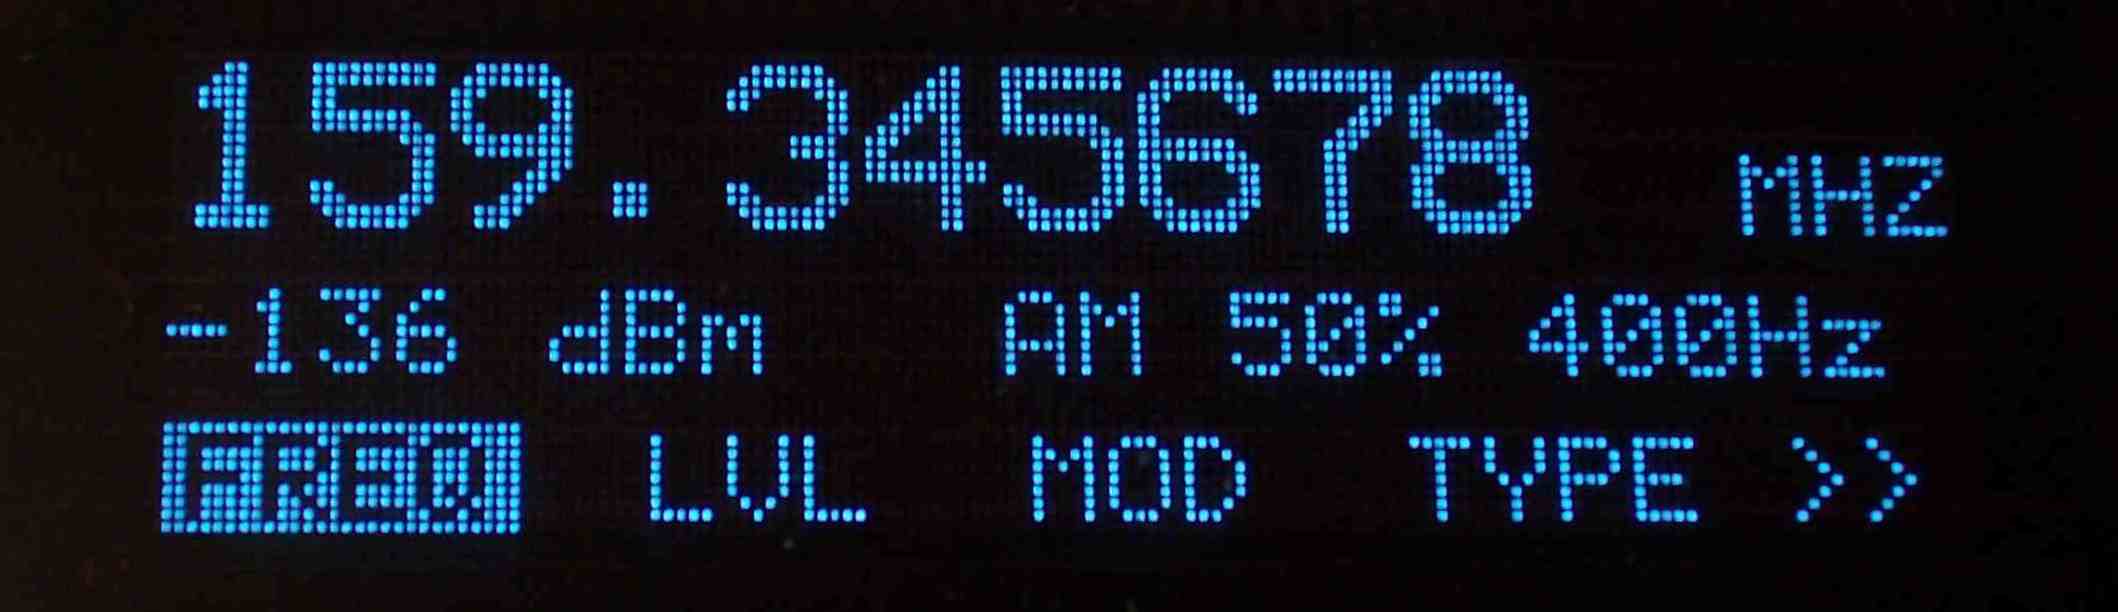 159.345678 MHZ
-136 dBm AM 50% 400Hz
FREQ LVL MOD TYPE >>